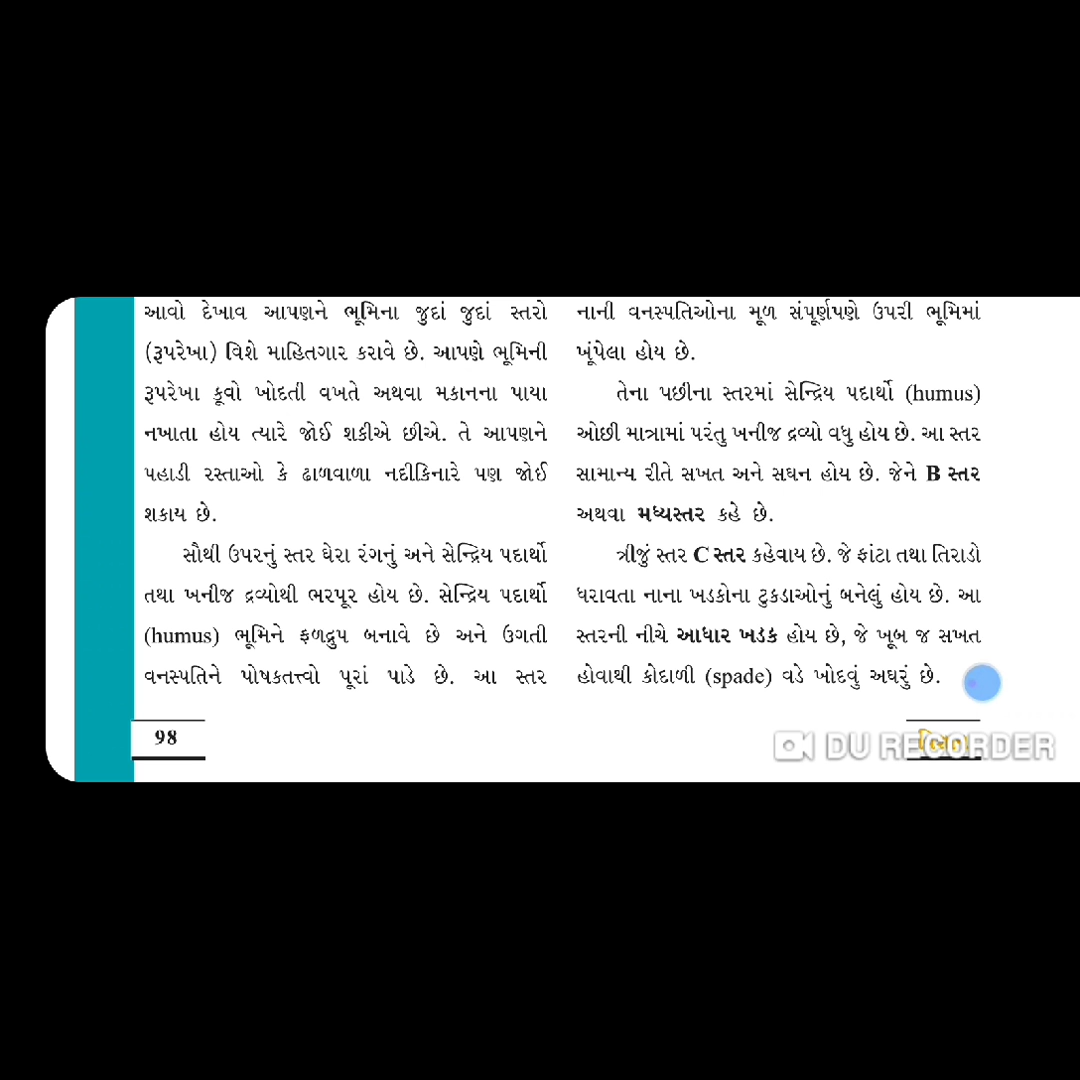 આવો દેખાવ આપણને ભૂમિના જુદાં જુદાં સ્તરો
(રૂપરેખા) વિશે માહિતગાર કરાવે છે. આપણે ભૂમિની
રૂપરેખા કૂવો ખોદતી વખતે અથવા મકાનના પાયા
નખાતા હોય ત્યારે જોઈ શકીએ છીએ. તે આપણને
પહાડી રસ્તાઓ કે ઢાળવાળા નદીકિનારે પણ જોઈ
શકાય છે.
સૌથી ઉપરનું સ્તર ઘેરા રંગનું અને સેન્દ્રિય પદાર્થો
તથા ખનીજ દ્રવ્યોથી ભરપૂર હોય છે. સેન્દ્રિય પદાર્થો
(humus) ભૂમિને ફળદ્રુપ બનાવે છે અને ઉગતી
વનસ્પતિને પોષકતત્ત્વો પૂરાં પાડે છે. આ સ્તર
98
નાની વનસ્પતિઓના મૂળ સંપૂર્ણપણે ઉપરી ભૂમિમાં
ખૂંપેલા હોય છે.
તેના પછીના સ્તરમાં સેન્દ્રિય પદાર્થો (humus)
ઓછી માત્રામાં પરંતુ ખનીજ દ્રવ્યો વધુ હોય છે. આ સ્તર
સામાન્ય રીતે સખત અને સઘન હોય છે. જેને B સ્તર
અથવા મધ્યસ્તર કહે છે.
ત્રીજું સ્તર C સ્તર કહેવાય છે. જે ફાંટા તથા તિરાડો
ધરાવતા નાના ખડકોના ટુકડાઓનું બનેલું હોય છે. આ
સ્તરની નીચે આધાર ખડક હોય છે, જે ખૂબ જ સખત
હોવાથી કોદાળી (spade) વડે ખોદવું અઘરું છે.
DU RECORDER